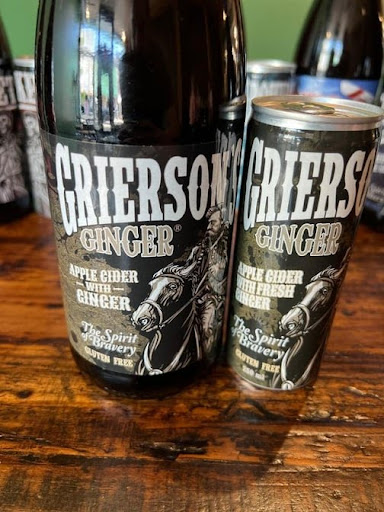 GRIERSON
GINGER®
APPLE CIDER
WITH
GINGER
The Spirit
of Bravery
GLUTEN FREE
GRIERSO
GINGER
APPLE CIDER
WITH FRESH
GINGER
The Spirit
of Bravery
GLUTEN FREE